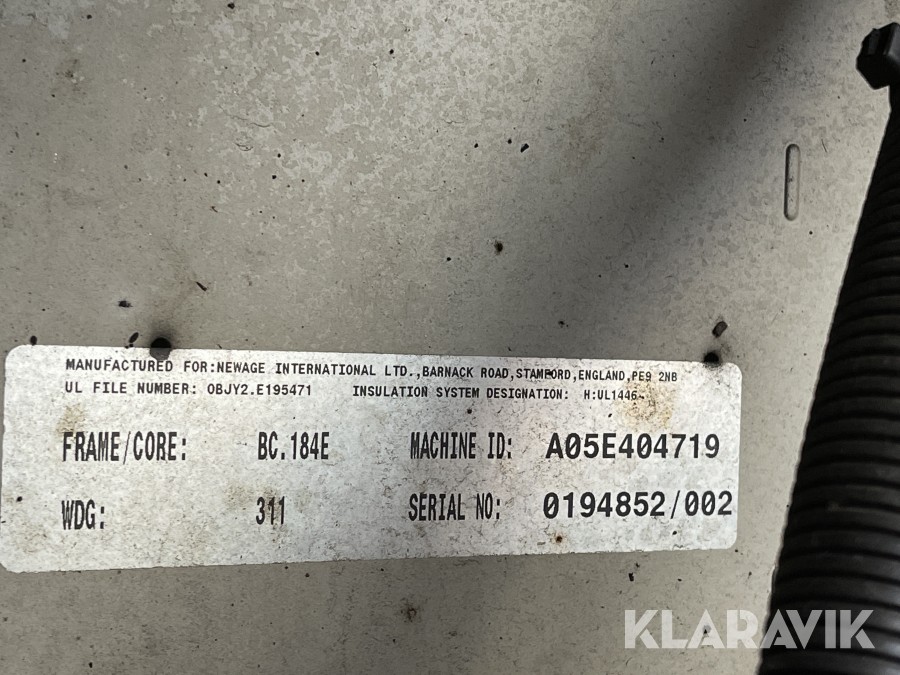 MANUFACTURED FOR:NEWAGE INTERNATIONAL LTD.,BARNACK ROAD,STAMFORD,ENGLAND,PE9 2NB
UL FILE NUMBER: OBJY2.E195471 INSULATION SYSTEM DESIGNATION: H:UL1446
FRAME/CORE: BC.184E MACHINE ID: A05E404719
WDG: 311 SERIAL NO: 0194852/002
KLARAVIK